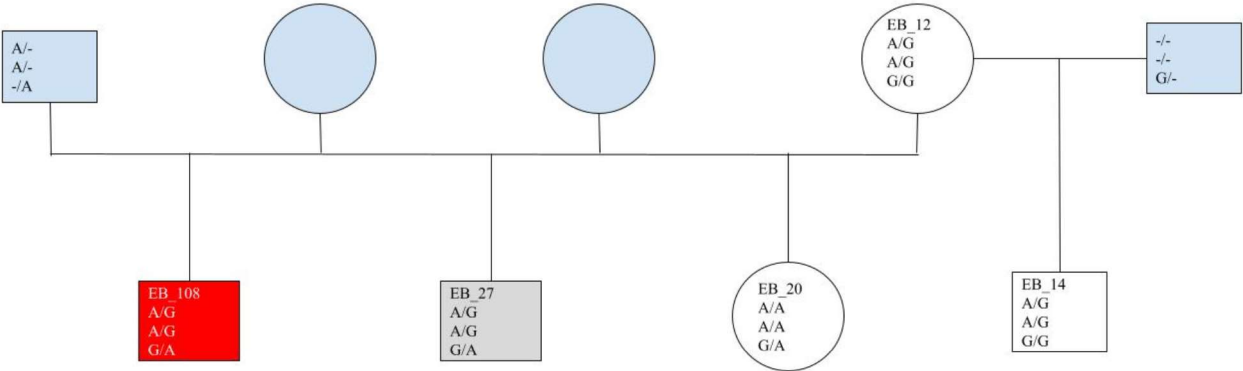 A/-
A/-
-/A
EB_12
A/G
A/G
G/G
-/-
-/-
G/-
EB_108
A/G
A/G
G/A
EB_27
A/G
A/G
G/A
EB_20
A/A
A/A
G/A
EB_14
A/G
A/G
G/G